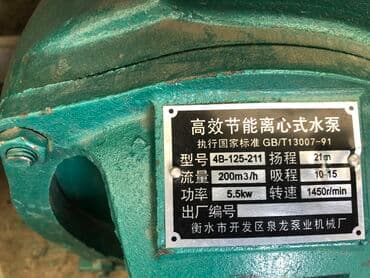 高效节能离心式水泵
执行国家标准 GB/T13007-91
型号 4B-125-211 扬程 21m
流量 200m3/h 吸程 10-15
功率 5.5kw 转速 1450r/min
出厂编号
衡水市开发区泉龙泵业机械厂